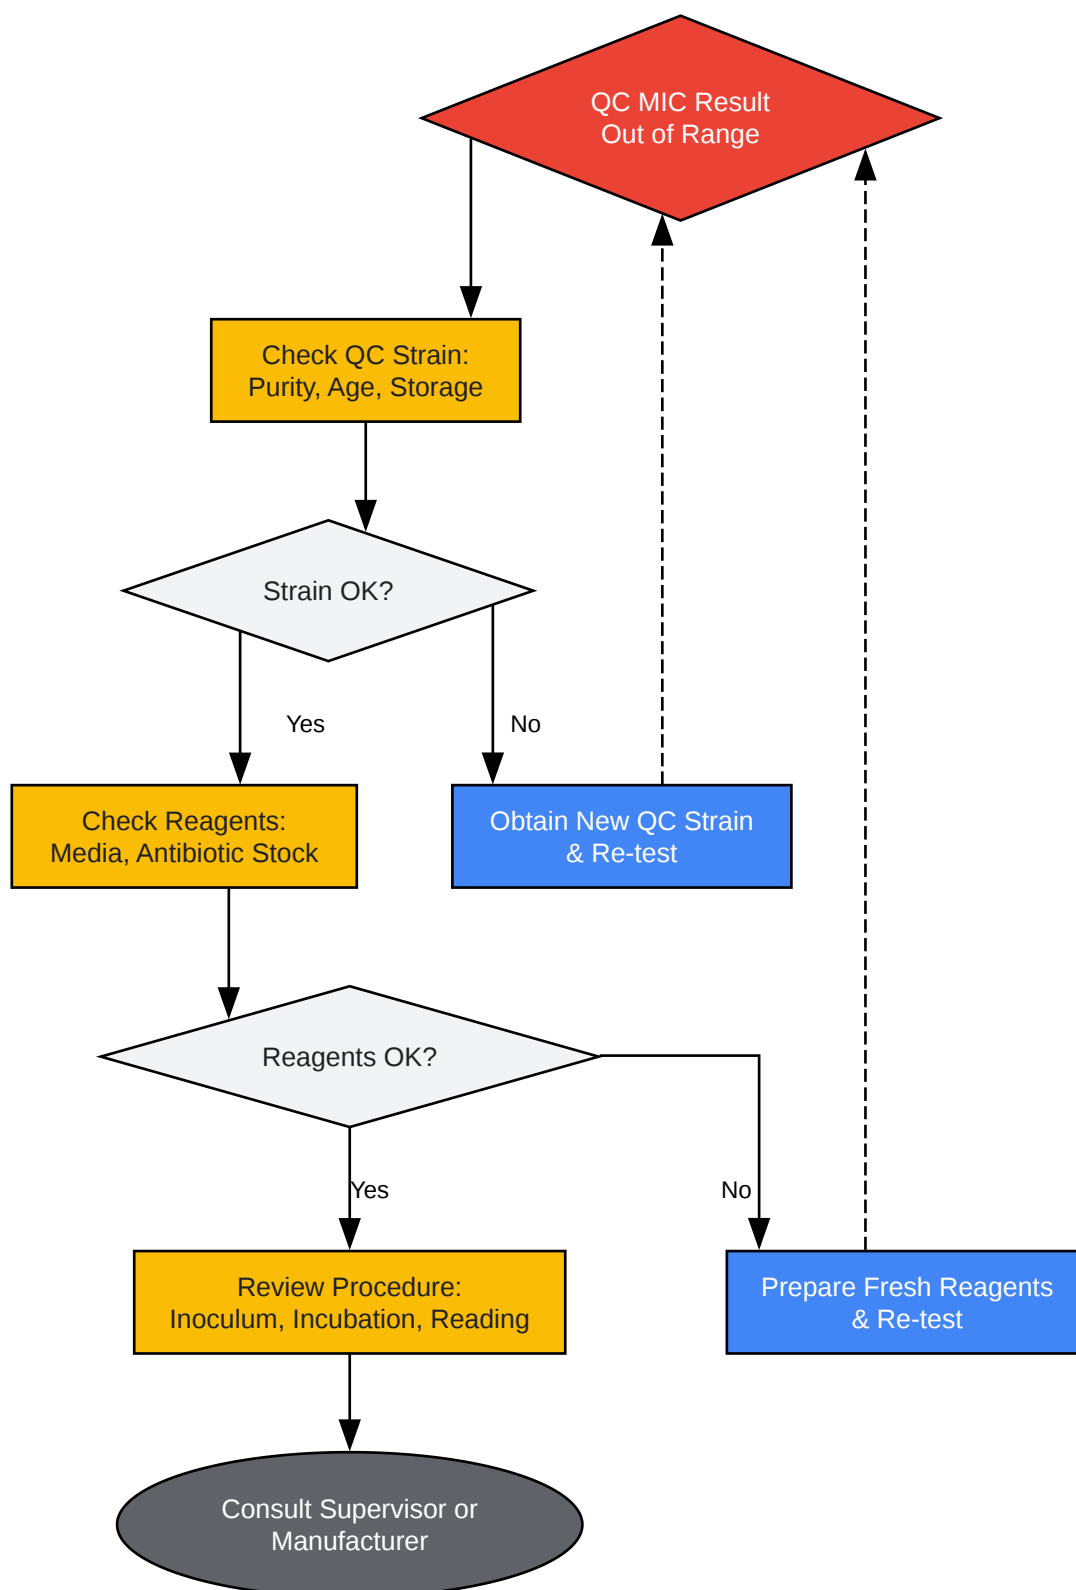 QC MIC Result
Out of Range
Check QC Strain:
Purity, Age, Storage
Strain OK?
Yes
No
Check Reagents:
Media, Antibiotic Stock
Obtain New QC Strain
& Re-test
Reagents OK?
Yes
No
Review Procedure:
Inoculum, Incubation, Reading
Prepare Fresh Reagents
& Re-test
Consult Supervisor or
Manufacturer